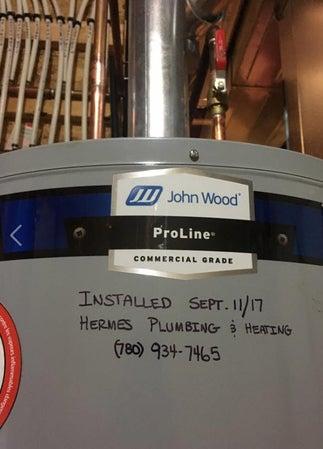 John Wood
ProLine®
COMMERCIAL GRADE
INSTALLED SEPT. 11/17
HERMES PLUMBING & HEATING
(780) 934-7465